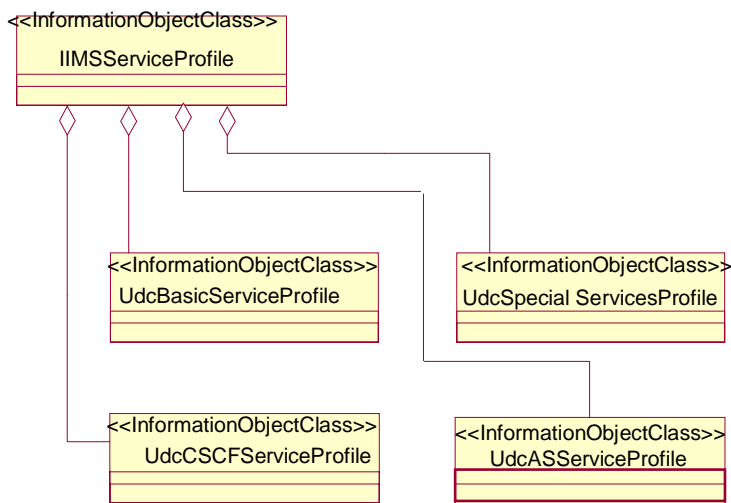 <<InformationObjectClass>>
IIMSServiceProfile
<<InformationObjectClass>>
UdcBasicServiceProfile
<<InformationObjectClass>>
UdcSpecial ServicesProfile
<<InformationObjectClass>>
UdcCSCFServiceProfile
<<InformationObjectClass>>
UdcASServiceProfile